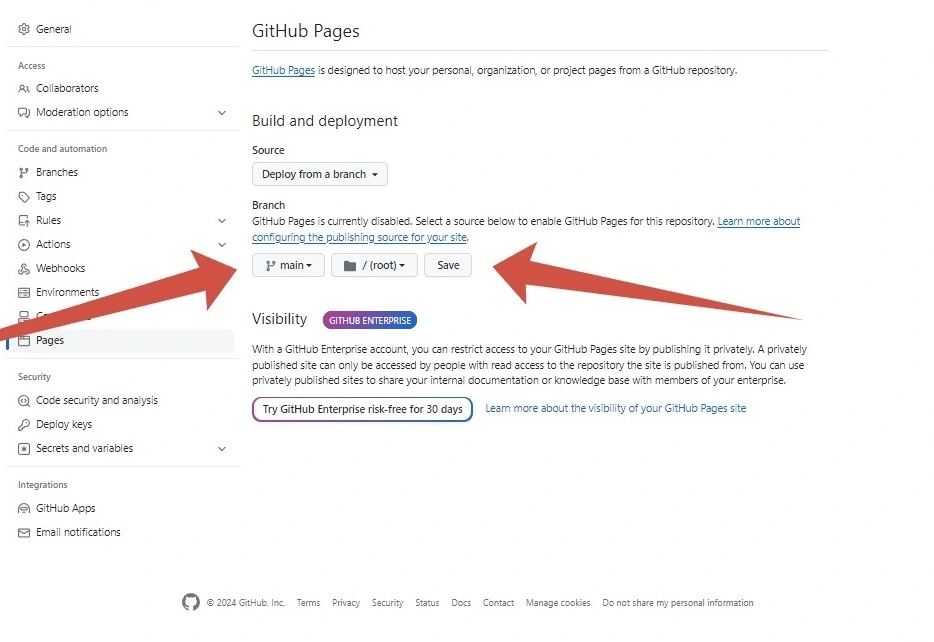 General
Access
Collaborators
Moderation options
Code and automation
Branches
Tags
Rules
Actions
Webhooks
Environments
Pages
Security
Code security and analysis
Deploy keys
Secrets and variables
Integrations
GitHub Apps
Email notifications
GitHub Pages
GitHub Pages is designed to host your personal, organization, or project pages from a GitHub repository.
Build and deployment
Source
Deploy from a branch
Branch
GitHub Pages is currently disabled. Select a source below to enable GitHub Pages for this repository. Learn more about
configuring the publishing source for your site.
main / (root) Save
Visibility GITHUB ENTERPRISE
With a GitHub Enterprise account, you can restrict access to your GitHub Pages site by publishing it privately. A privately
published site can only be accessed by people with read access to the repository the site is published from. You can use
privately published sites to share your internal documentation or knowledge base with members of your enterprise.
Try GitHub Enterprise risk-free for 30 days Learn more about the visibility of your GitHub Pages site
© 2024 GitHub, Inc. Terms Privacy Security Status Docs Contact Manage cookies Do not share my personal information